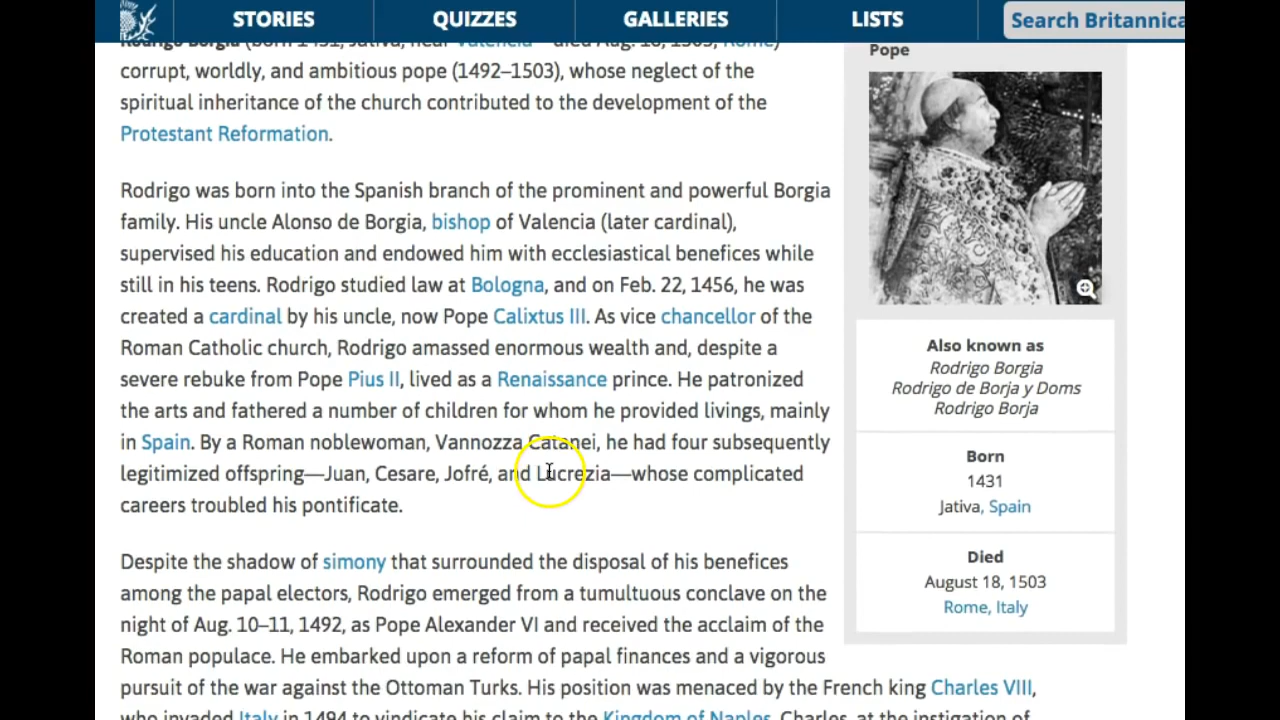 STORIES QUIZZES GALLERIES LISTS Search Britannica
Rodrigo Borgia (born 1431, Játiva, near Valencia—died Aug. 18, 1503, Rome)
corrupt, worldly, and ambitious pope (1492–1503), whose neglect of the
spiritual inheritance of the church contributed to the development of the
Protestant Reformation.
Rodrigo was born into the Spanish branch of the prominent and powerful Borgia
family. His uncle Alonso de Borgia, bishop of Valencia (later cardinal),
supervised his education and endowed him with ecclesiastical benefices while
still in his teens. Rodrigo studied law at Bologna, and on Feb. 22, 1456, he was
created a cardinal by his uncle, now Pope Calixtus III. As vice chancellor of the
Roman Catholic church, Rodrigo amassed enormous wealth and, despite a
severe rebuke from Pope Pius II, lived as a Renaissance prince. He patronized
the arts and fathered a number of children for whom he provided livings, mainly
in Spain. By a Roman noblewoman, Vannozza Catanei, he had four subsequently
legitimized offspring—Juan, Cesare, Jofré, and Lucrezia—whose complicated
careers troubled his pontificate.
Despite the shadow of simony that surrounded the disposal of his benefices
among the papal electors, Rodrigo emerged from a tumultuous conclave on the
night of Aug. 10–11, 1492, as Pope Alexander VI and received the acclaim of the
Roman populace. He embarked upon a reform of papal finances and a vigorous
pursuit of the war against the Ottoman Turks. His position was menaced by the French king Charles VIII,
who invaded Italy in 1494 to vindicate his claim to the Kingdom of Naples. Charles, at the instigation of
Pope
Also known as
Rodrigo Borgia
Rodrigo de Borja y Doms
Rodrigo Borja
Born
1431
Jativa, Spain
Died
August 18, 1503
Rome, Italy